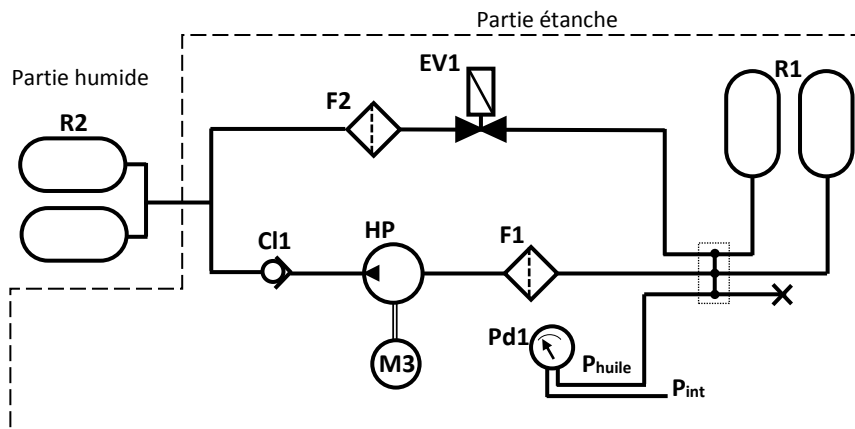 Partie étanche
Partie humide
EV1
R1
F2
R2
Cl1
HP
F1
Pd1
M3
Phuile
Pint